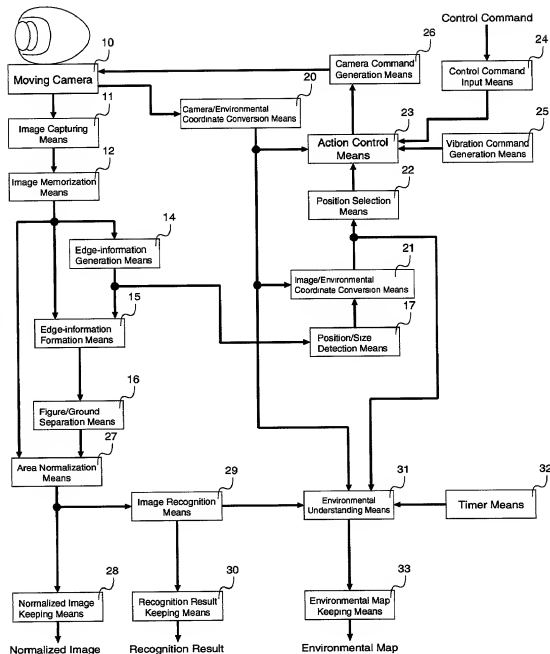 Control Command
10
Moving Camera
26
Camera Command
Generation Means
24
Control Command
Input Means
20
Camera/Environmental
Coordinate Conversion Means
11
Image Capturing
Means
23
Action Control
Means
25
Vibration Command
Generation Means
12
Image Memorization
Means
22
Position Selection
Means
14
Edge-information
Generation Means
21
Image/Environmental
Coordinate Conversion Means
15
Edge-information
Formation Means
17
Position/Size
Detection Means
16
Figure/Ground
Separation Means
27
Area Normalization
Means
29
Image Recognition
Means
31
Environmental
Understanding Means
32
Timer Means
28
Normalized Image
Keeping Means
30
Recognition Result
Keeping Means
33
Environmental Map
Keeping Means
Normalized Image
Recognition Result
Environmental Map